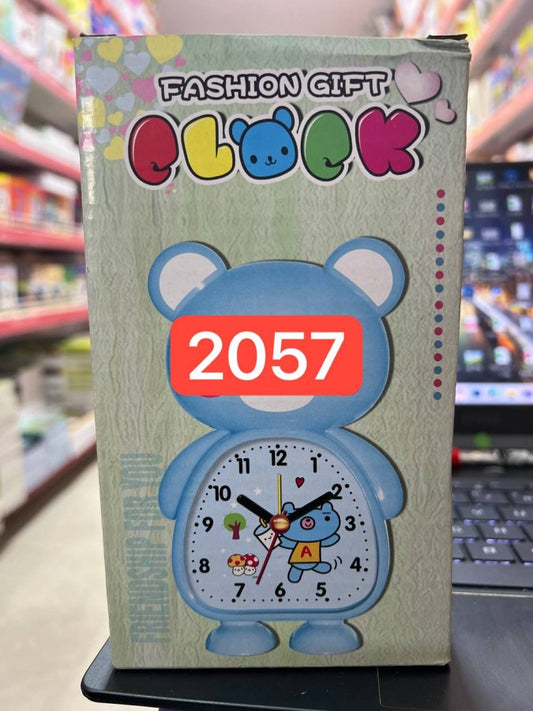 FASHION GIFT
CLOCK
2057
11 12 1
10 2
9 3
8 4
7 6 5
A
FRIENDSHIP FOR YOU